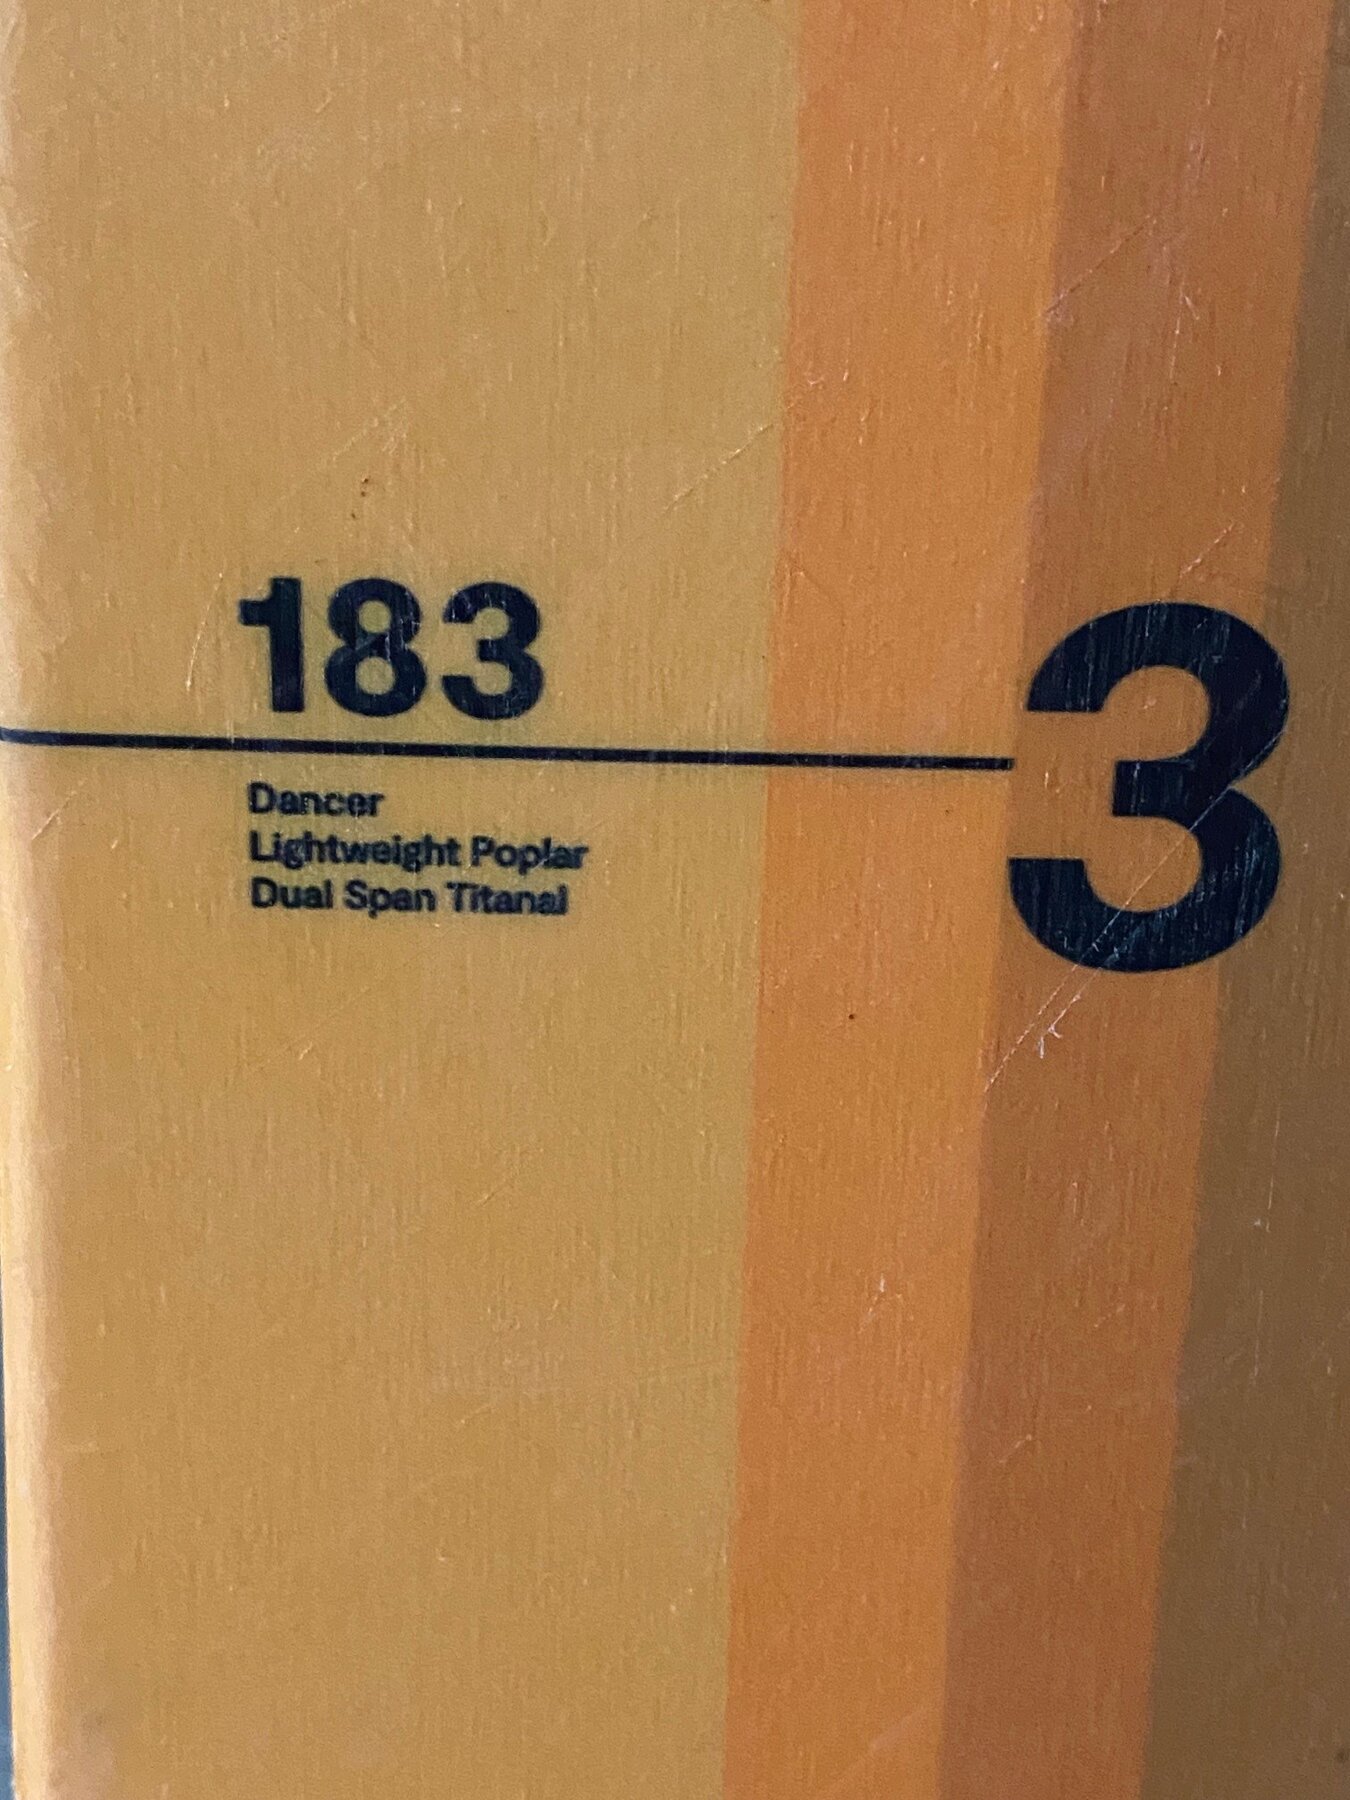 183
3
Dancer
Lightweight Poplar
Dual Span Titanal